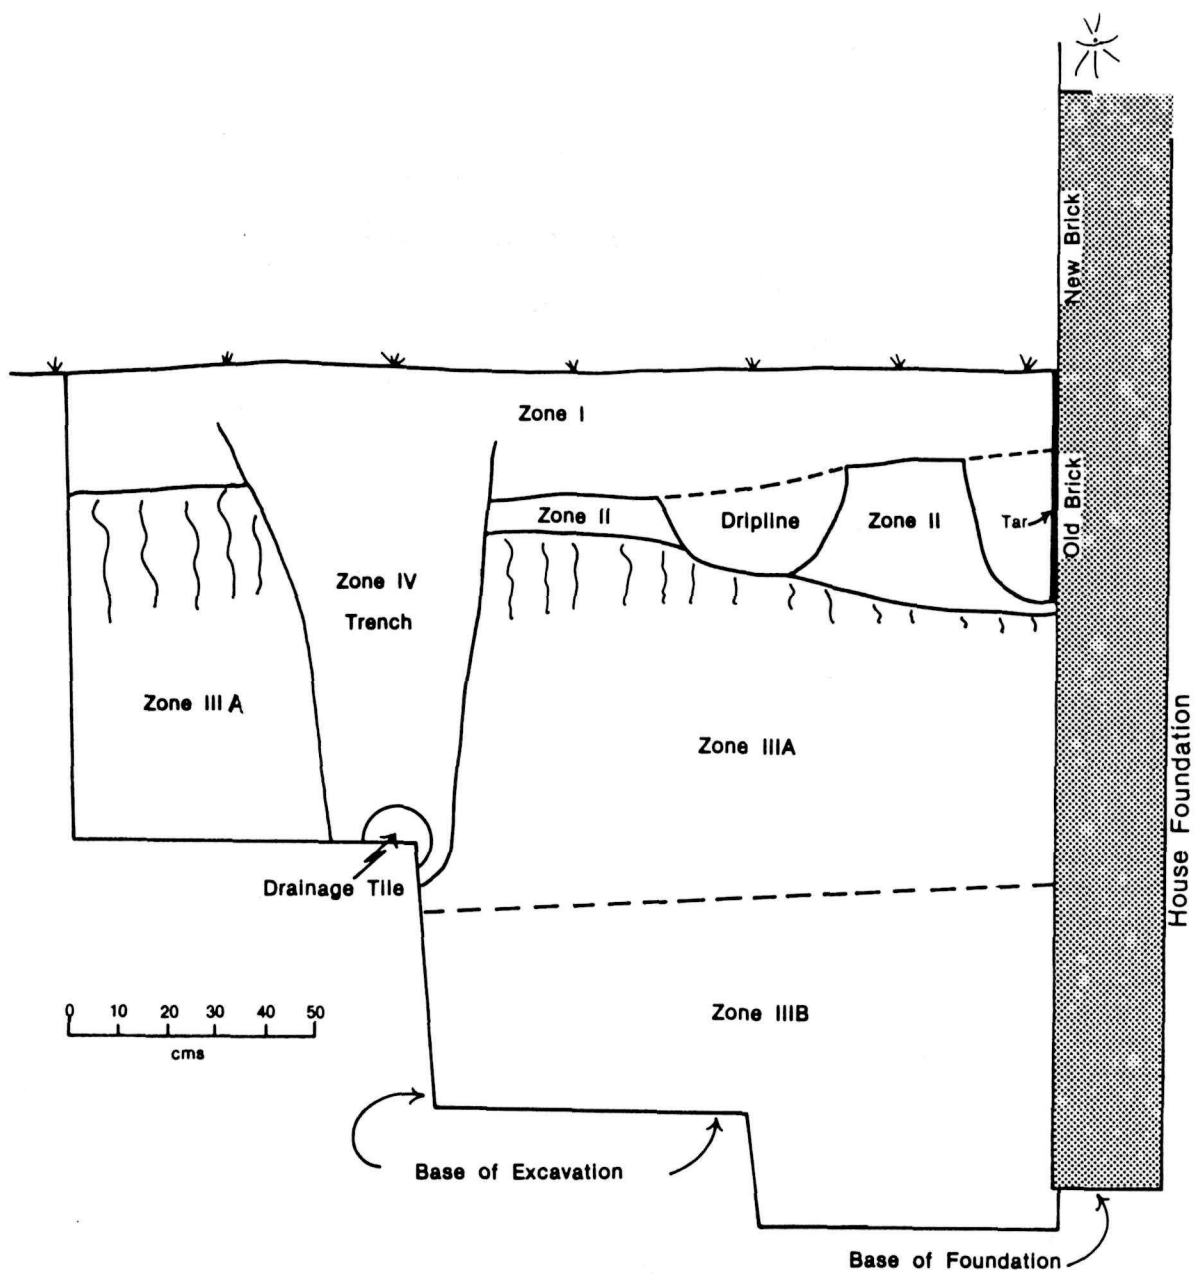 New Brick
Zone I
Zone II
Dripline
Zone II
Tar
Old Brick
Zone IV
Trench
Zone III A
Zone IIIA
House Foundation
Drainage Tile
0 10 20 30 40 50
cms
Zone IIIB
Base of Excavation
Base of Foundation